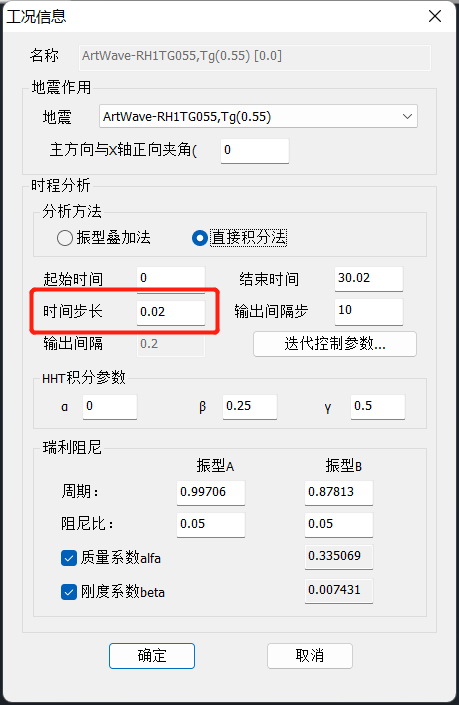 工况信息
名称 ArtWave-RH1TG055,Tg(0.55) [0.0]
地震作用
地震 ArtWave-RH1TG055,Tg(0.55)
主方向与X轴正向夹角( 0
时程分析
分析方法
振型叠加法 直接积分法
起始时间 0 结束时间 30.02
时间步长 0.02 输出间隔步 10
输出间隔 0.2 迭代控制参数...
HHT积分参数
α 0 β 0.25 γ 0.5
瑞利阻尼
振型A 振型B
周期： 0.99706 0.87813
阻尼比： 0.05 0.05
质量系数alfa 0.335069
刚度系数beta 0.007431
确定 取消